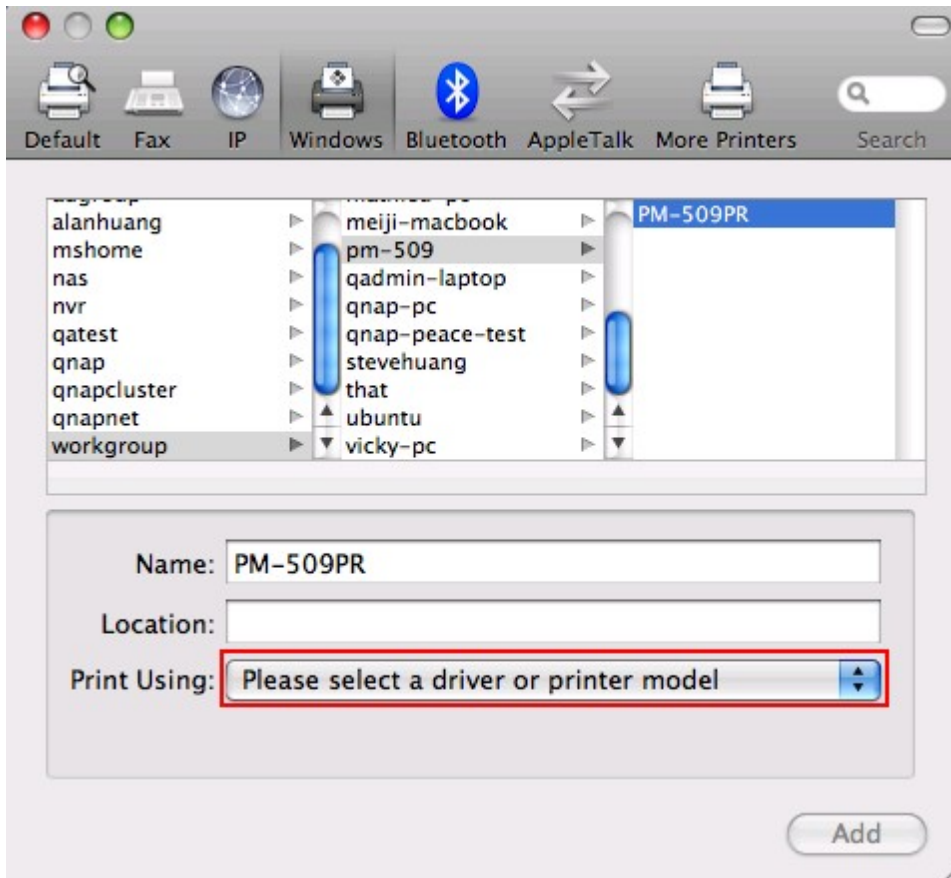 Default Fax IP Windows Bluetooth AppleTalk More Printers Search
alanhuang
mshome
nas
nvr
qatest
qnap
qnapcluster
qnapnet
workgroup
meiji-macbook
pm-509
qadmin-laptop
qnap-pc
qnap-peace-test
stevehuang
that
ubuntu
vicky-pc
PM-509PR
Name: PM-509PR
Location:
Print Using: Please select a driver or printer model
Add